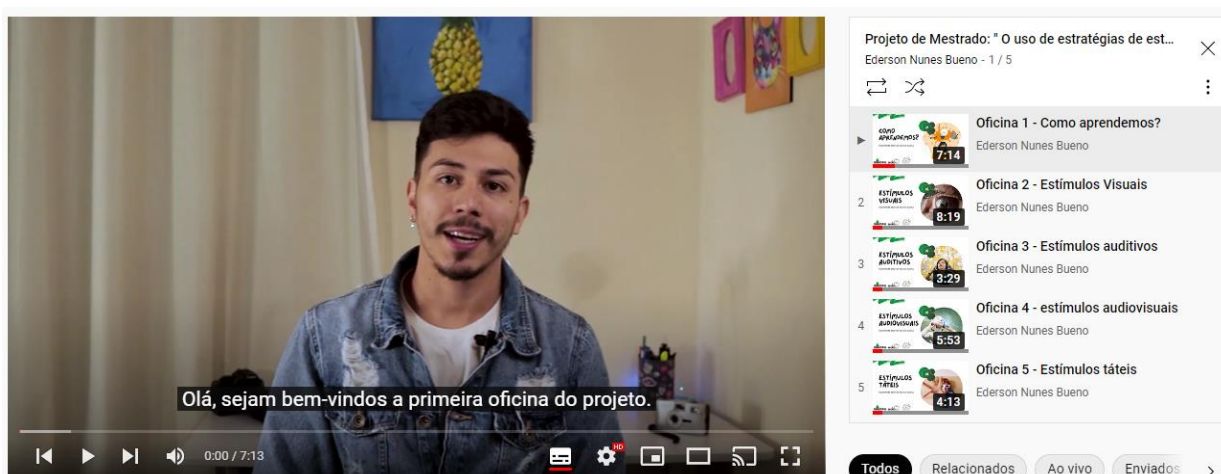 Olá, sejam bem-vindos a primeira oficina do projeto.
0:00 / 7:13
HD
Projeto de Mestrado: " O uso de estratégias de est...
Ederson Nunes Bueno - 1 / 5
COMO
APRENDEMOS?
7:14
Oficina 1 - Como aprendemos?
Ederson Nunes Bueno
2
ESTÍMULOS
VISUAIS
8:19
Oficina 2 - Estímulos Visuais
Ederson Nunes Bueno
3
ESTÍMULOS
AUDITIVOS
3:29
Oficina 3 - Estímulos auditivos
Ederson Nunes Bueno
4
ESTÍMULOS
AUDIOVISUAIS
5:53
Oficina 4 - estímulos audiovisuais
Ederson Nunes Bueno
5
ESTÍMULOS
TÁTEIS
4:13
Oficina 5 - Estímulos táteis
Ederson Nunes Bueno
Todos
Relacionados
Ao vivo
Enviados